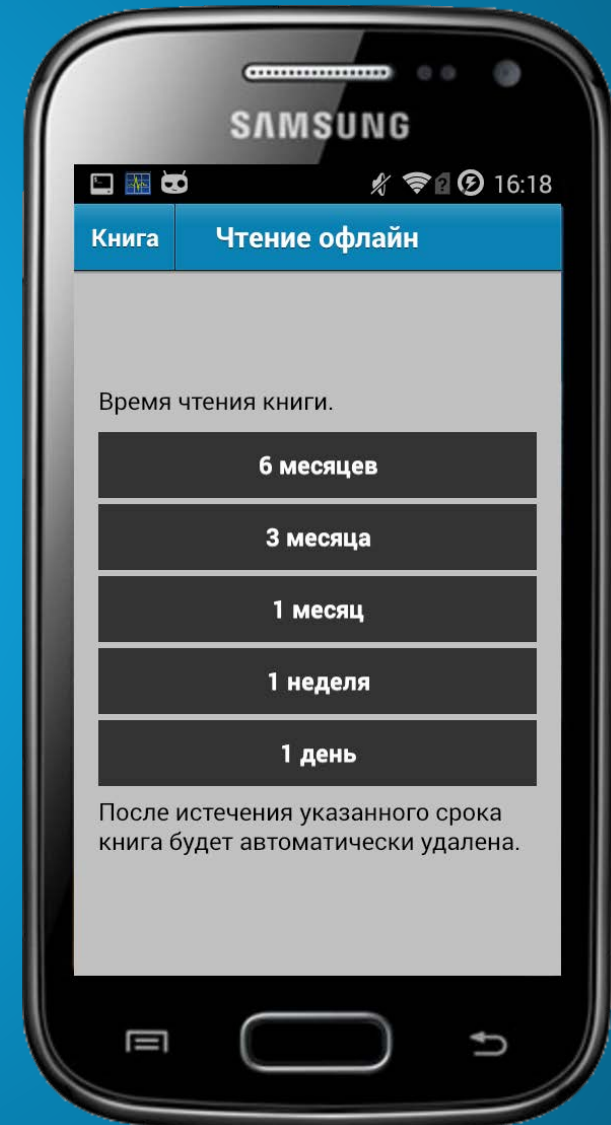 SAMSUNG
16:18
Книга
Чтение офлайн
Время чтения книги.
6 месяцев
3 месяца
1 месяц
1 неделя
1 день
После истечения указанного срока
книга будет автоматически удалена.